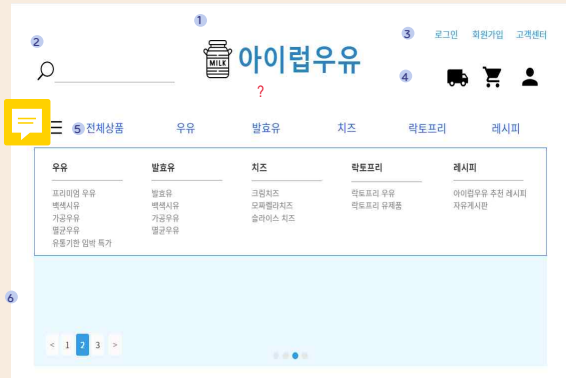 1
2
3 로그인 회원가입 고객센터
MILK 아이럽우유
4
?
5 전체상품 우유 발효유 치즈 락토프리 레시피
우유 발효유 치즈 락토프리 레시피
프리미엄 우유 발효유 크림치즈 락토프리 우유 아이럽우유 추천 레시피
백색시유 백색시유 모짜렐라치즈 락토프리 유제품 자유게시판
가공우유 가공우유 슬라이스 치즈
멸균우유 멸균우유
유통기한 임박 특가
6
< 1 2 3 >